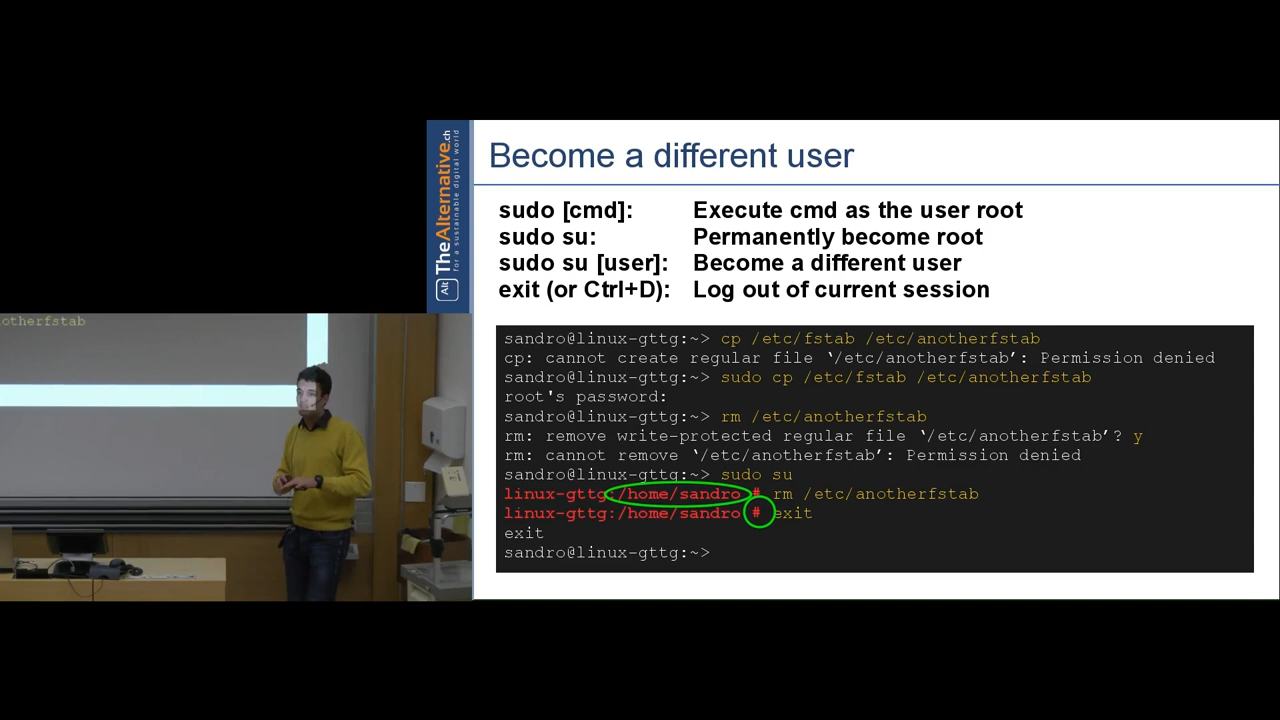 Become a different user
sudo [cmd]: Execute cmd as the user root
sudo su: Permanently become root
sudo su [user]: Become a different user
exit (or Ctrl+D): Log out of current session
sandro@linux-gttg:~> cp /etc/fstab /etc/anotherfstab
cp: cannot create regular file ‘/etc/anotherfstab’: Permission denied
sandro@linux-gttg:~> sudo cp /etc/fstab /etc/anotherfstab
root's password:
sandro@linux-gttg:~> rm /etc/anotherfstab
rm: remove write-protected regular file ‘/etc/anotherfstab’? y
rm: cannot remove ‘/etc/anotherfstab’: Permission denied
sandro@linux-gttg:~> sudo su
linux-gttg:/home/sandro # rm /etc/anotherfstab
linux-gttg:/home/sandro # exit
exit
sandro@linux-gttg:~>
Alt TheAlternative.ch
for a sustainable digital world
otherfstab